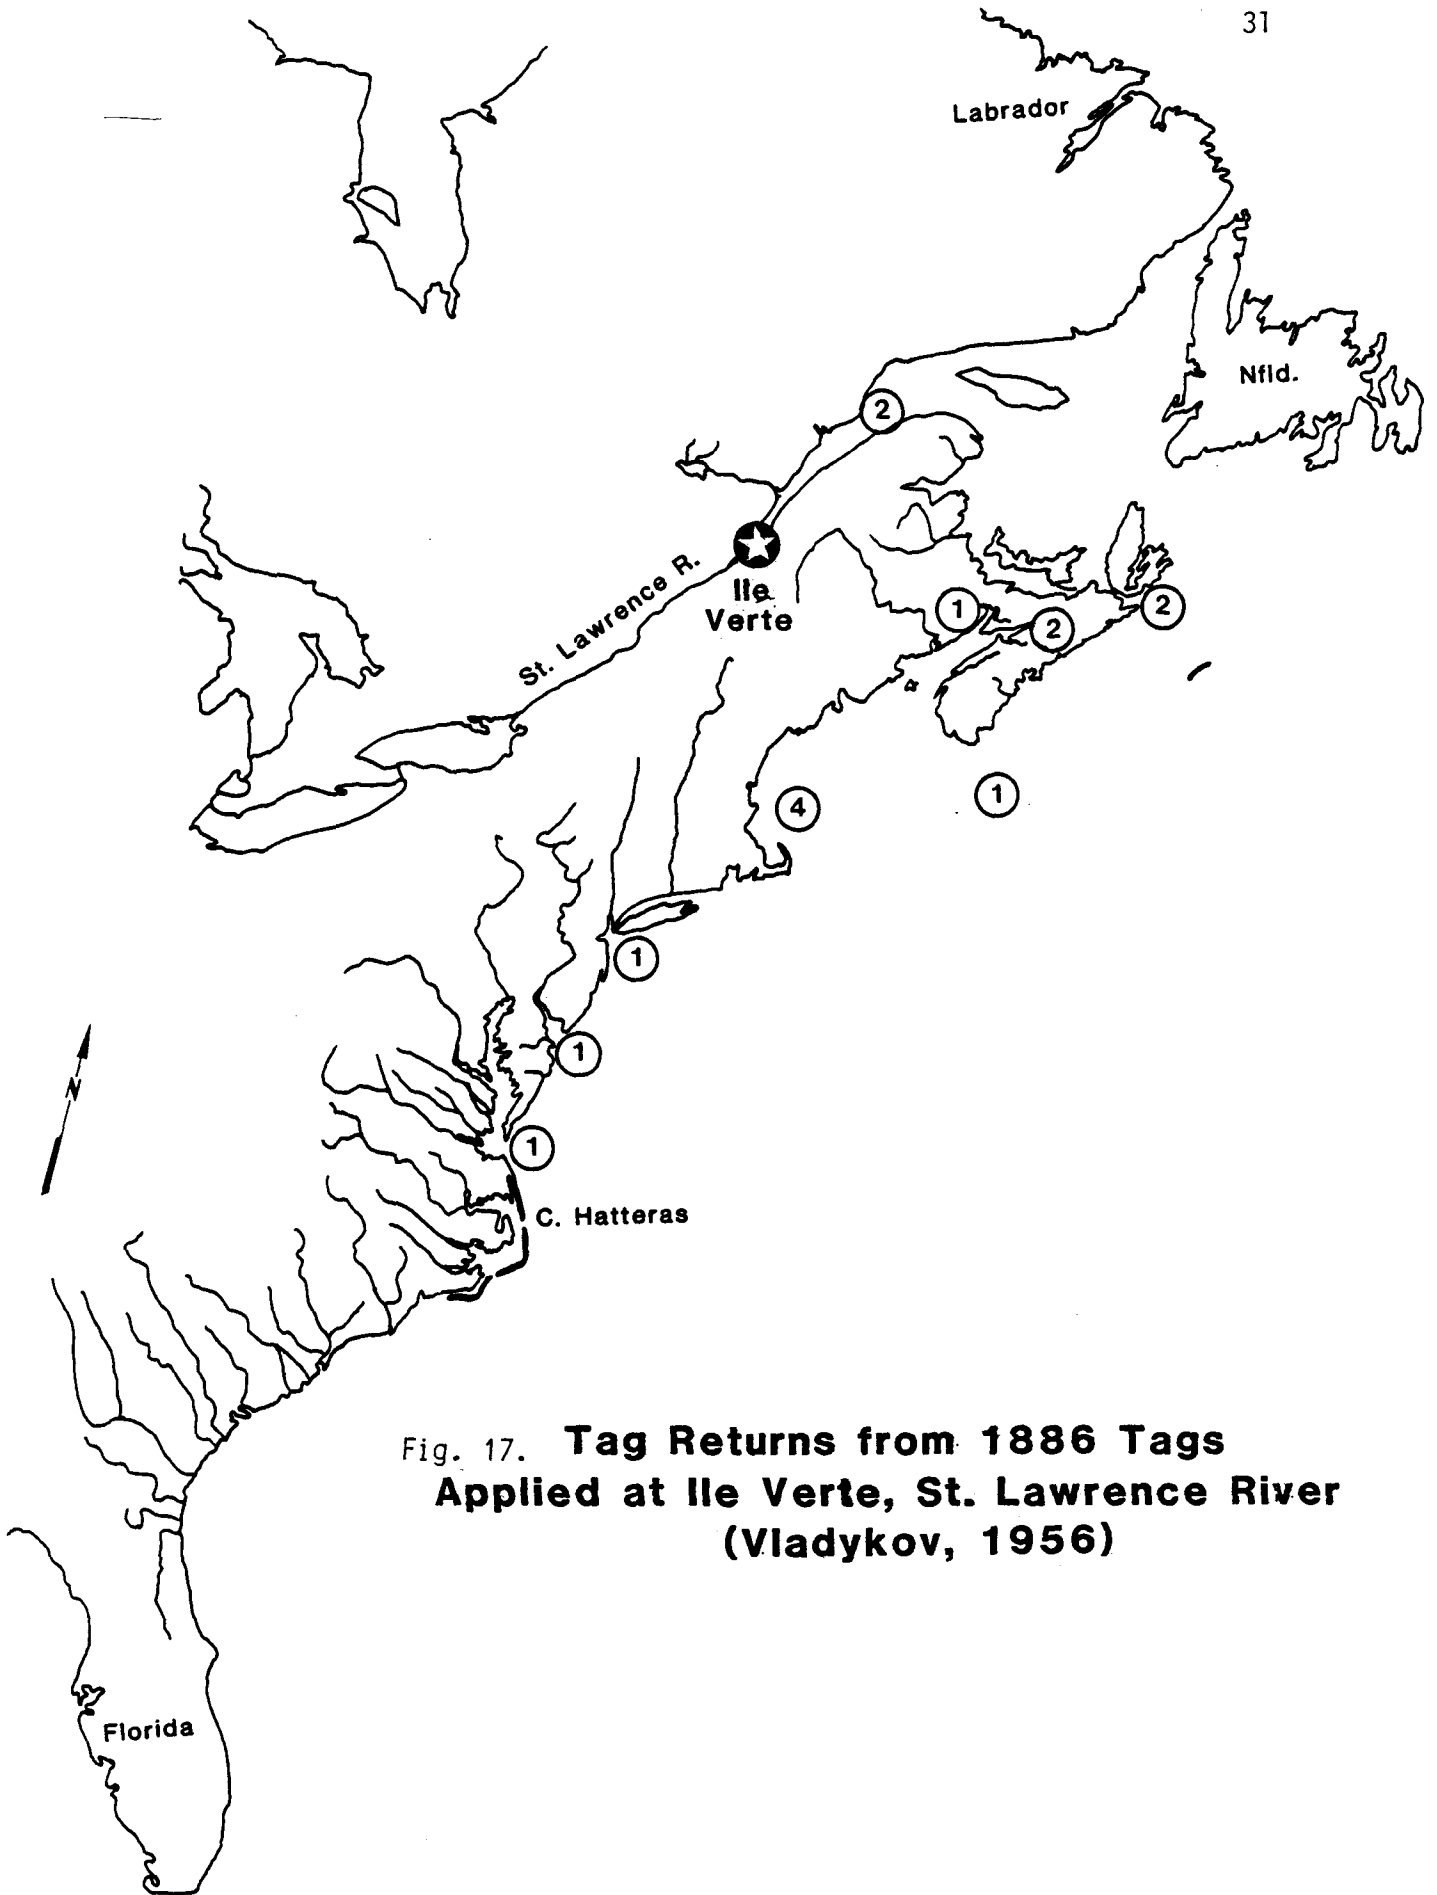 31
Labrador
Nfld.
2
St. Lawrence R.
Ile
Verte
1
2
2
4
1
1
1
1
N
C. Hatteras
Fig. 17. Tag Returns from 1886 Tags
Applied at Ile Verte, St. Lawrence River
(Vladykov, 1956)
Florida